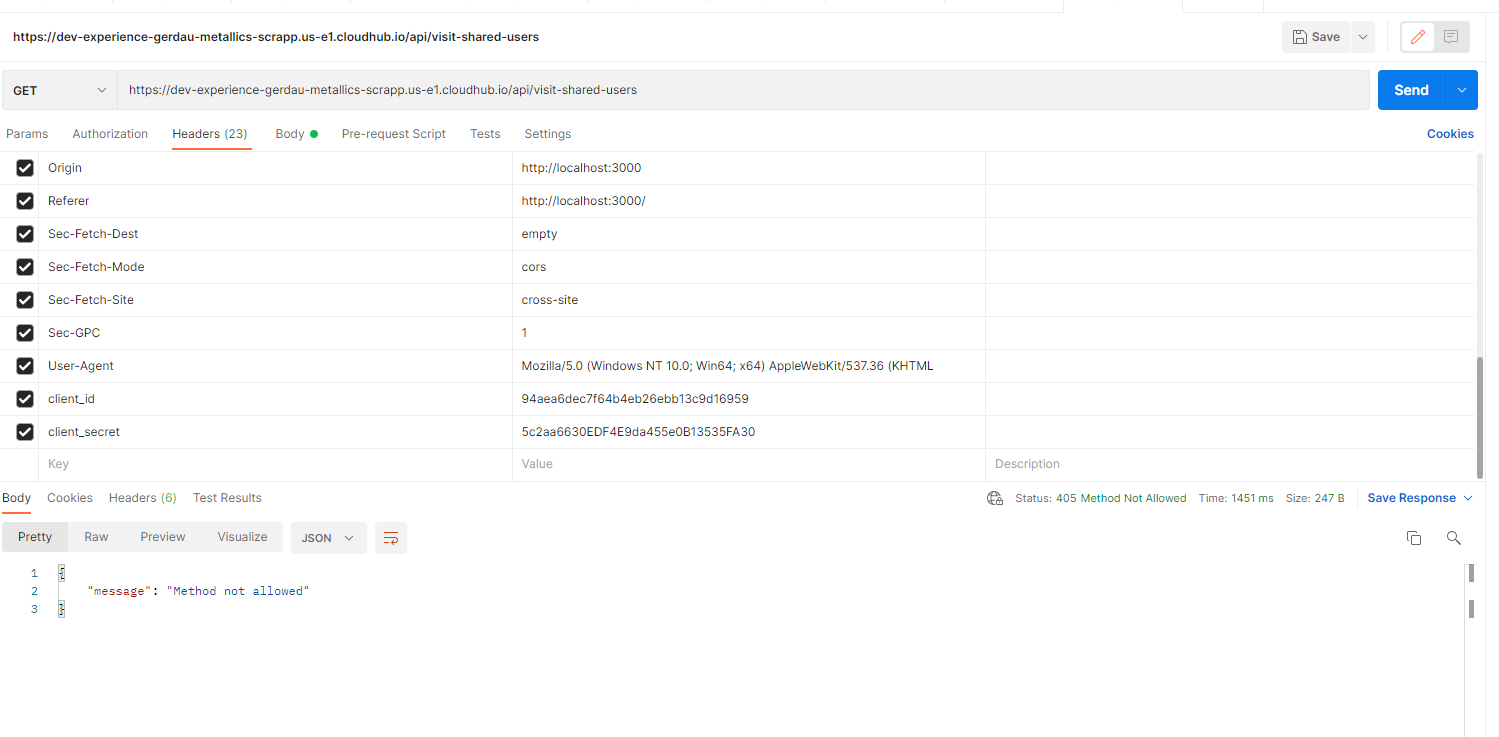 https://dev-experience-gerdau-metallics-scrapp.us-e1.cloudhub.io/api/visit-shared-users Save
GET https://dev-experience-gerdau-metallics-scrapp.us-e1.cloudhub.io/api/visit-shared-users Send
Params Authorization Headers (23) Body Pre-request Script Tests Settings Cookies
Origin http://localhost:3000
Referer http://localhost:3000/
Sec-Fetch-Dest empty
Sec-Fetch-Mode cors
Sec-Fetch-Site cross-site
Sec-GPC 1
User-Agent Mozilla/5.0 (Windows NT 10.0; Win64; x64) AppleWebKit/537.36 (KHTML
client_id 94aea6dec7f64b4eb26ebb13c9d16959
client_secret 5c2aa6630EDF4E9da455e0B13535FA30
Key Value Description
Body Cookies Headers (6) Test Results Status: 405 Method Not Allowed Time: 1451 ms Size: 247 B Save Response
Pretty Raw Preview Visualize JSON
1 {
2 "message": "Method not allowed"
3 }